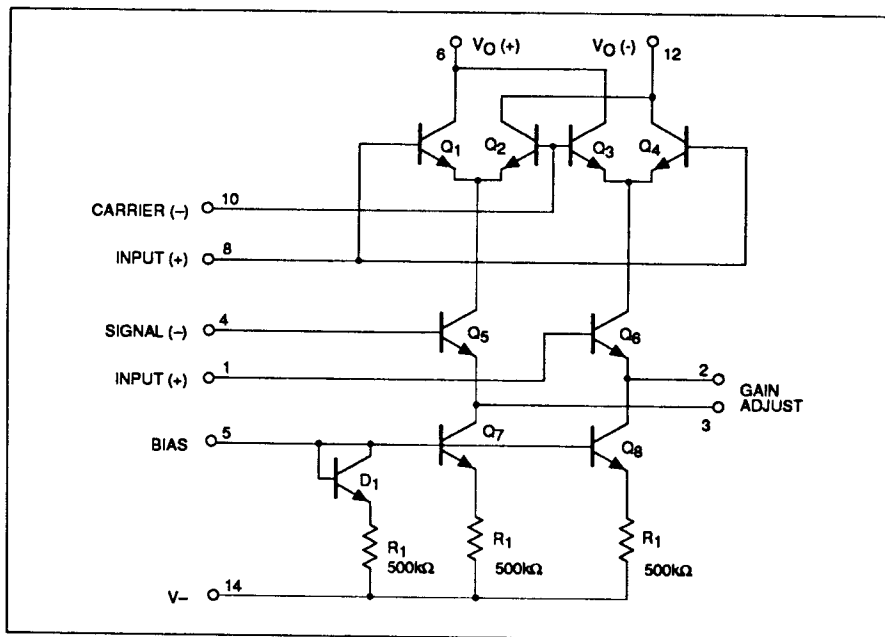 6 VO (+) VO (-) 12
Q1 Q2 Q3 Q4
CARRIER (–) 10
INPUT (+) 8
SIGNAL (–) 4
Q5 Q6
INPUT (+) 1
2
GAIN
ADJUST
3
BIAS 5
Q7 Q8
D1
R1 R1 R1
500kΩ 500kΩ 500kΩ
V– 14